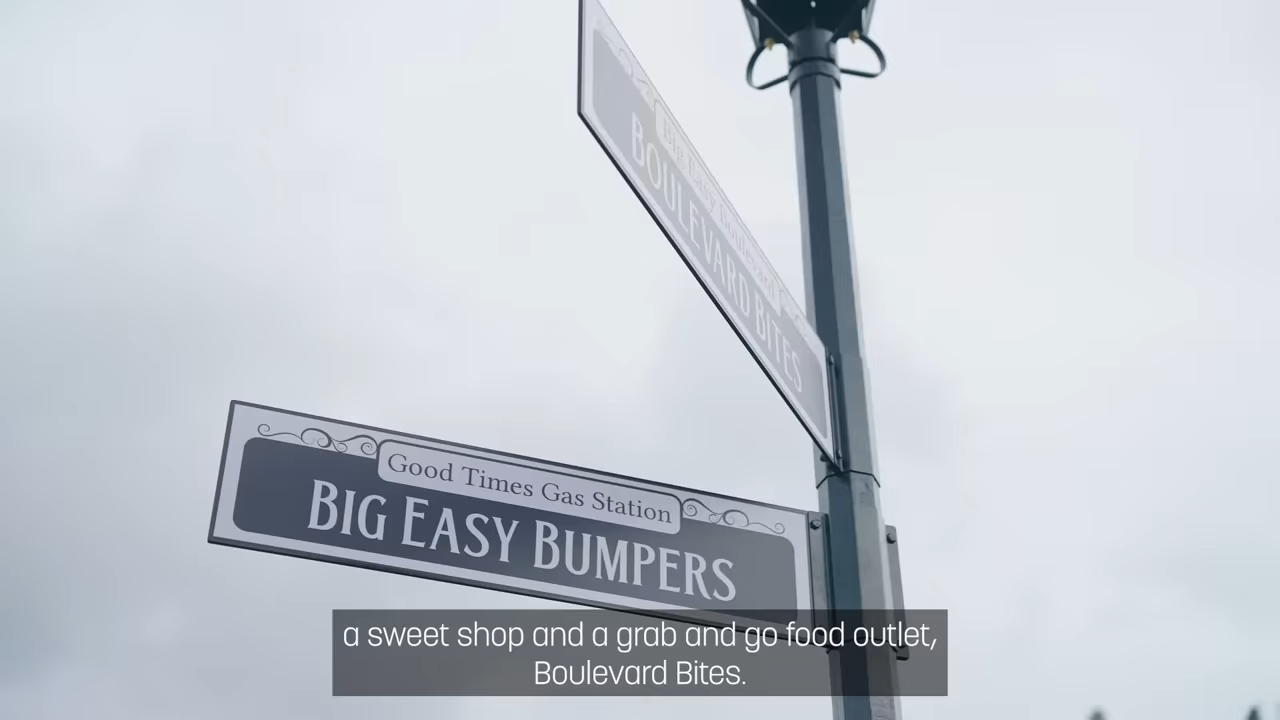 Big Easy Boulevard
BOULEVARD BITES
Good Times Gas Station
BIG EASY BUMPERS
a sweet shop and a grab and go food outlet,
Boulevard Bites.